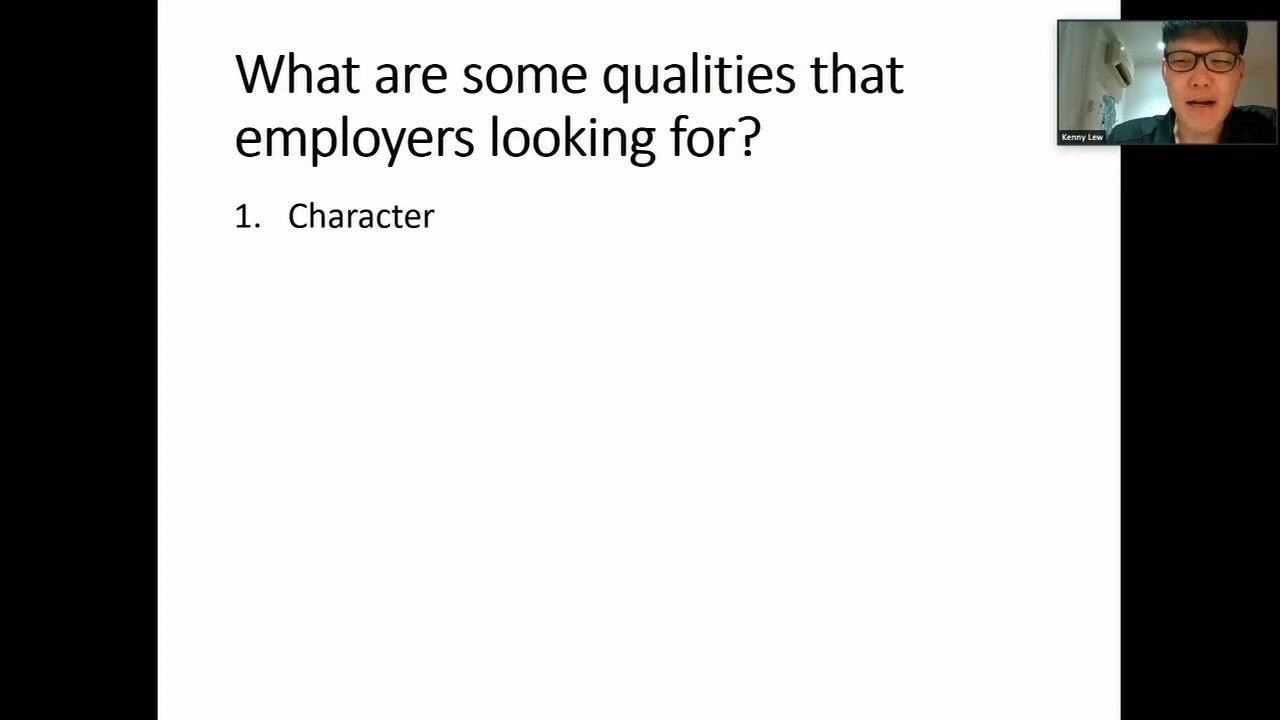 What are some qualities that
employers looking for?
1. Character
Kenny Lew